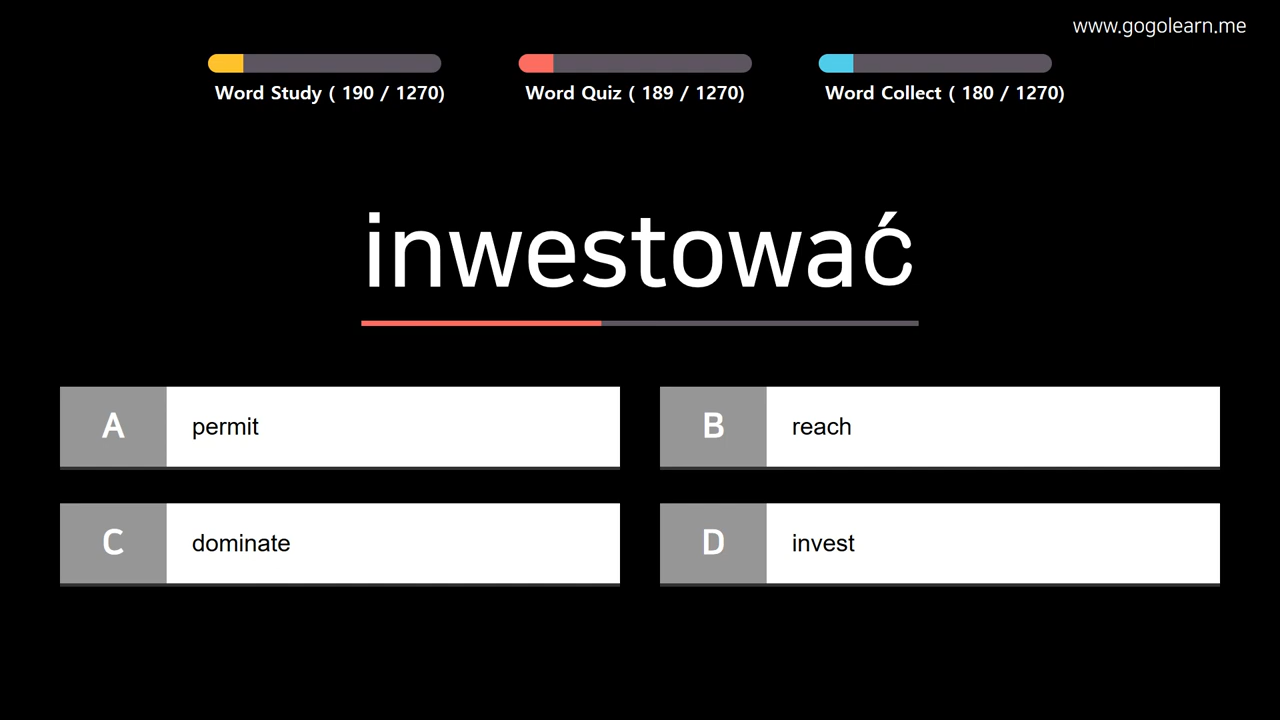 www.gogolearn.me
Word Study ( 190 / 1270)
Word Quiz ( 189 / 1270)
Word Collect ( 180 / 1270)
inwestować
A permit
B reach
C dominate
D invest